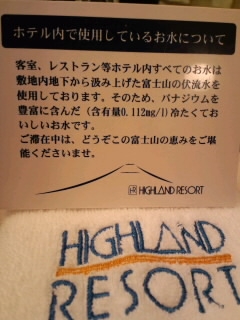 ホテル内で使用しているお水について
客室、レストラン等ホテル内すべてのお水は
敷地内地下から汲み上げた富士山の伏流水を
使用しております。そのため、バナジウムを
豊富に含んだ（含有量0.112mg/l）冷たくてお
いしいお水です。
ご滞在中は、どうぞこの富士山の恵みをご堪
能くださいませ。
HR HIGHLAND RESORT
HIGHLAND
RESORT